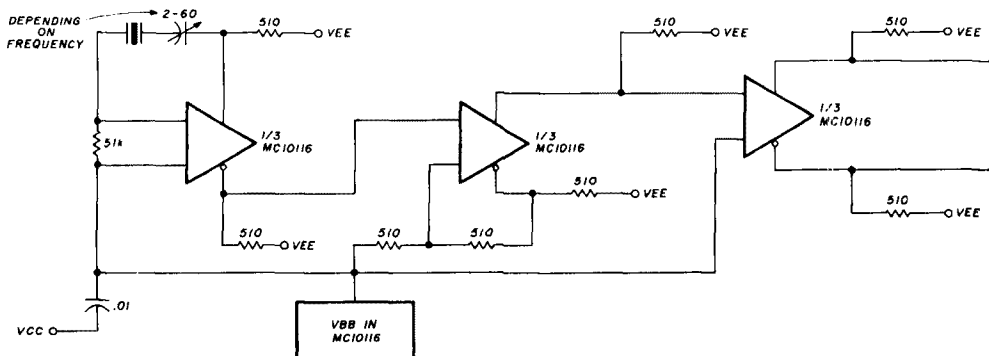 DEPENDING
ON
FREQUENCY
2-60
510
VEE
51k
1/3
MC10116
510
VEE
.01
VCC
510
510
VBB IN
MC10116
1/3
MC10116
510
VEE
510
VEE
1/3
MC10116
510
VEE
510
VEE